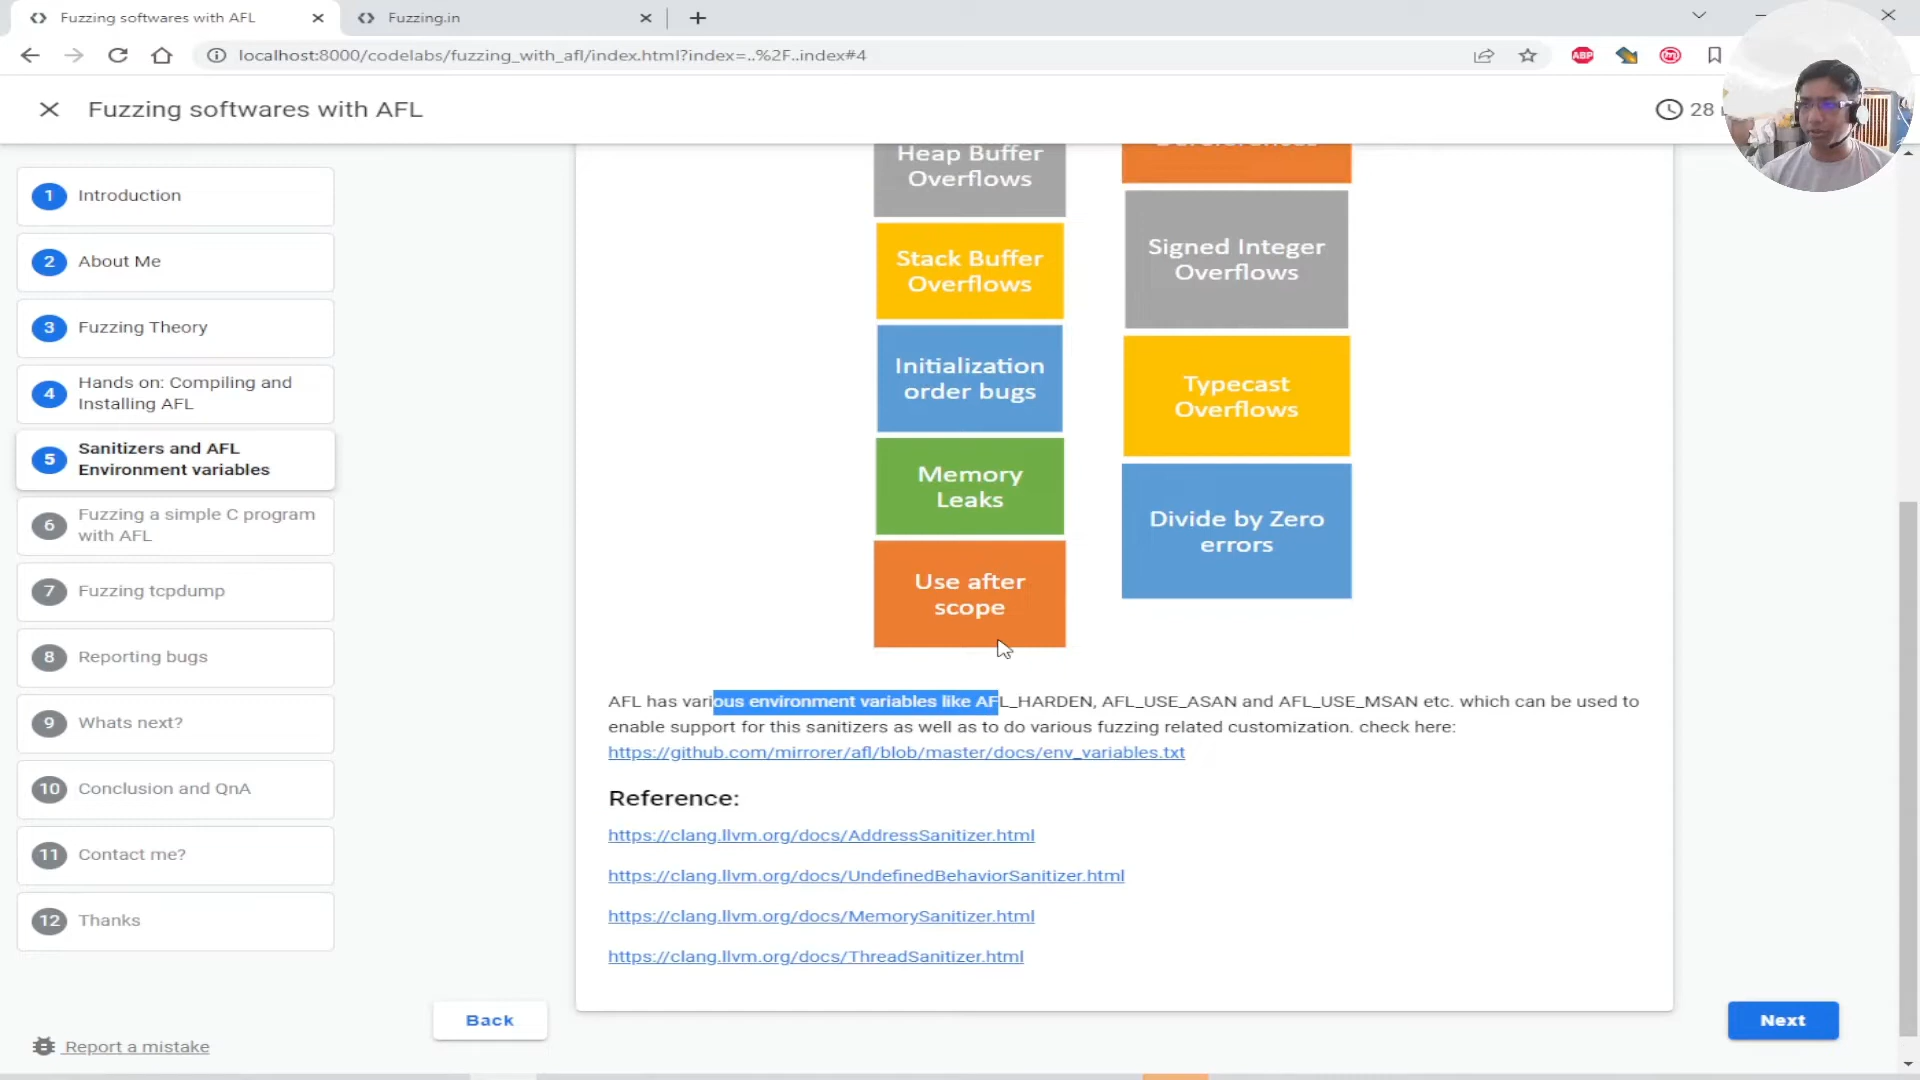 Fuzzing softwares with AFL
Fuzzing.in
localhost:8000/codelabs/fuzzing_with_afl/index.html?index=..%2F..index#4
ABP
Fuzzing softwares with AFL
28
1 Introduction
2 About Me
3 Fuzzing Theory
4 Hands on: Compiling and
Installing AFL
5 Sanitizers and AFL
Environment variables
6 Fuzzing a simple C program
with AFL
7 Fuzzing tcpdump
8 Reporting bugs
9 Whats next?
10 Conclusion and QnA
11 Contact me?
12 Thanks
Report a mistake
Heap Buffer
Overflows
Stack Buffer
Overflows
Initialization
order bugs
Memory
Leaks
Use after
scope
Signed Integer
Overflows
Typecast
Overflows
Divide by Zero
errors
AFL has various environment variables like AFL_HARDEN, AFL_USE_ASAN and AFL_USE_MSAN etc. which can be used to
enable support for this sanitizers as well as to do various fuzzing related customization. check here:
https://github.com/mirrorer/afl/blob/master/docs/env_variables.txt
Reference:
https://clang.llvm.org/docs/AddressSanitizer.html
https://clang.llvm.org/docs/UndefinedBehaviorSanitizer.html
https://clang.llvm.org/docs/MemorySanitizer.html
https://clang.llvm.org/docs/ThreadSanitizer.html
Back
Next